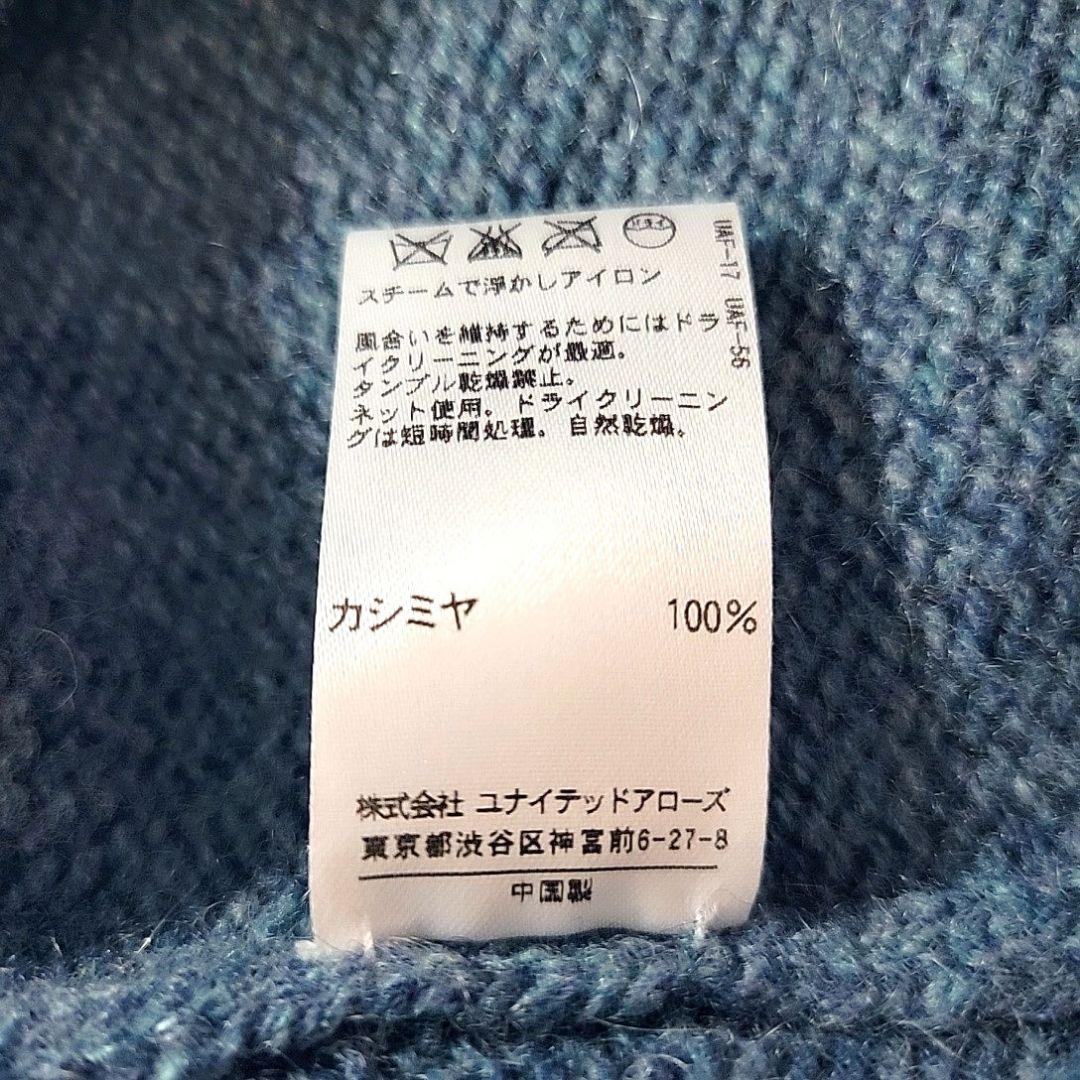 ドライ
スチームで浮かしアイロン
風合いを維持するためにはドラ
イクリーニングが最適。
タンブル乾燥禁止。
ネット使用。ドライクリーニン
グは短時間処理。自然乾燥。
UAF-17 UAF-56
カシミヤ 100%
株式会社 ユナイテッドアローズ
東京都渋谷区神宮前6-27-8
中国製